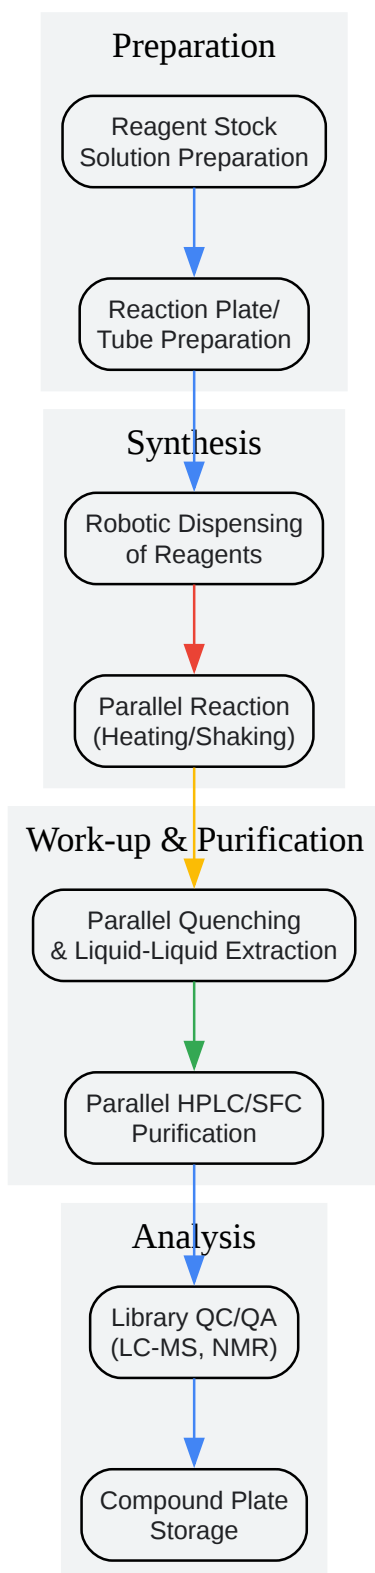 Preparation
Reagent Stock
Solution Preparation
Reaction Plate/
Tube Preparation
Synthesis
Robotic Dispensing
of Reagents
Parallel Reaction
(Heating/Shaking)
Work-up & Purification
Parallel Quenching
& Liquid-Liquid Extraction
Parallel HPLC/SFC
Purification
Analysis
Library QC/QA
(LC-MS, NMR)
Compound Plate
Storage